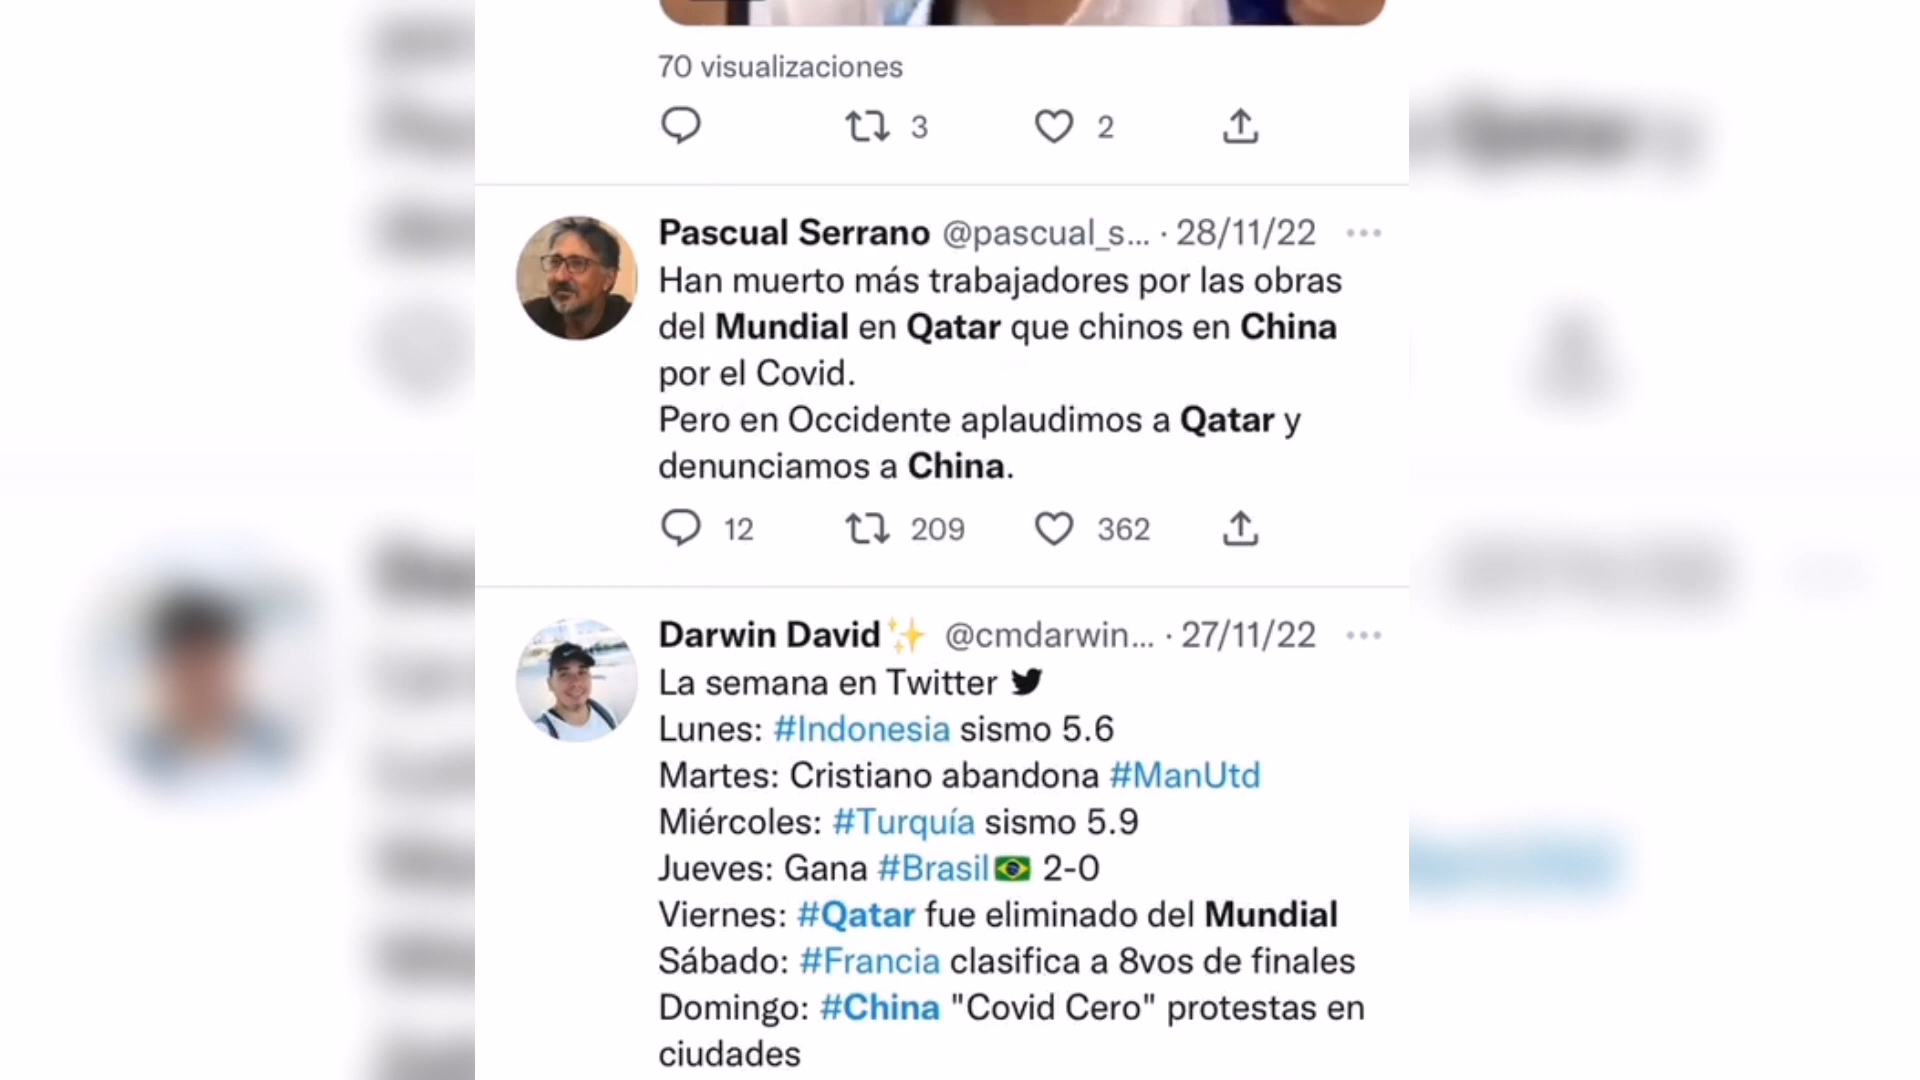 70 visualizaciones
3 2
Pascual Serrano @pascual_s... · 28/11/22
Han muerto más trabajadores por las obras
del Mundial en Qatar que chinos en China
por el Covid.
Pero en Occidente aplaudimos a Qatar y
denunciamos a China.
12 209 362
Darwin David✨ @cmdarwin... · 27/11/22
La semana en Twitter
Lunes: #Indonesia sismo 5.6
Martes: Cristiano abandona #ManUtd
Miércoles: #Turquía sismo 5.9
Jueves: Gana #Brasil🇧🇷 2-0
Viernes: #Qatar fue eliminado del Mundial
Sábado: #Francia clasifica a 8vos de finales
Domingo: #China "Covid Cero" protestas en
ciudades